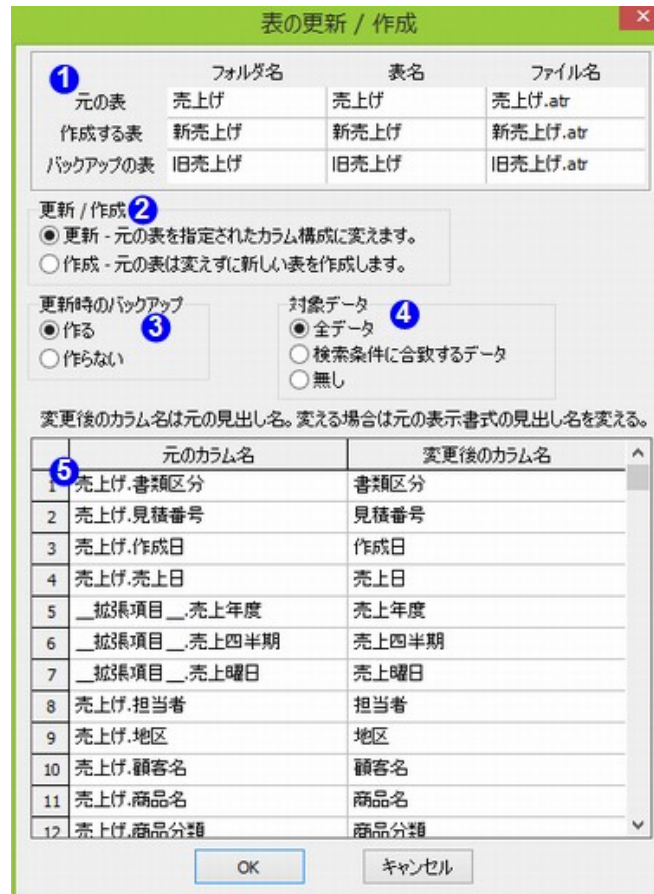 表の更新 / 作成
×
1
フォルダ名 表名 ファイル名
元の表 売上げ 売上げ 売上げ.atr
作成する表 新売上げ 新売上げ 新売上げ.atr
バックアップの表 旧売上げ 旧売上げ 旧売上げ.atr
更新 / 作成 2
更新 - 元の表を指定されたカラム構成に変えます。
作成 - 元の表は変えずに新しい表を作成します。
更新時のバックアップ 3
作る
作らない
対象データ 4
全データ
検索条件に合致するデータ
無し
変更後のカラム名は元の見出し名。変える場合は元の表示書式の見出し名を変える。
5 元のカラム名 変更後のカラム名
1 売上げ.書類区分 書類区分
2 売上げ.見積番号 見積番号
3 売上げ.作成日 作成日
4 売上げ.売上日 売上日
5 __拡張項目__.売上年度 売上年度
6 __拡張項目__.売上四半期 売上四半期
7 __拡張項目__.売上曜日 売上曜日
8 売上げ.担当者 担当者
9 売上げ.地区 地区
10 売上げ.顧客名 顧客名
11 売上げ.商品名 商品名
12 売上げ.商品分類 商品分類
OK キャンセル